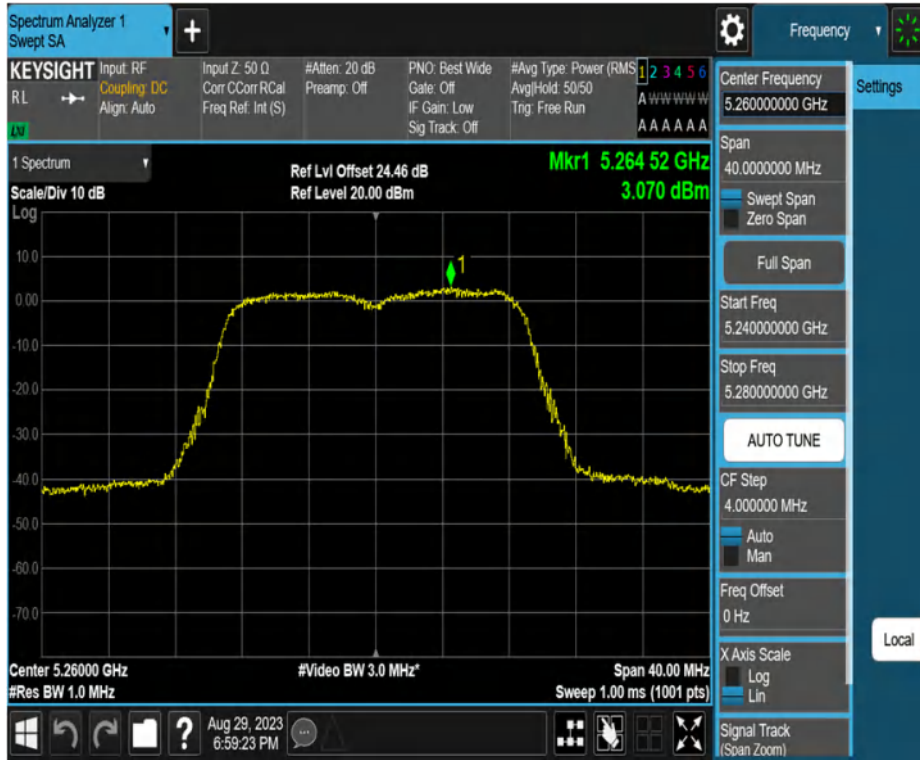 Spectrum Analyzer 1
Swept SA
+
Frequency
KEYSIGHT
RL
LXI
Input: RF
Coupling: DC
Align: Auto
Input Z: 50 Ω
Corr CCorr RCal
Freq Ref: Int (S)
#Atten: 20 dB
Preamp: Off
PNO: Best Wide
Gate: Off
IF Gain: Low
Sig Track: Off
#Avg Type: Power (RMS
Avg|Hold: 50/50
Trig: Free Run
1 2 3 4 5 6
A W W W W W
A A A A A A
1 Spectrum
Scale/Div 10 dB
Log
Ref Lvl Offset 24.46 dB
Ref Level 20.00 dBm
Mkr1 5.264 52 GHz
3.070 dBm
1
10.0
0.00
-10.0
-20.0
-30.0
-40.0
-50.0
-60.0
-70.0
Center 5.26000 GHz
#Video BW 3.0 MHz*
Span 40.00 MHz
#Res BW 1.0 MHz
Sweep 1.00 ms (1001 pts)
?
Aug 29, 2023
6:59:23 PM
Center Frequency
5.260000000 GHz
Span
40.0000000 MHz
Swept Span
Zero Span
Full Span
Start Freq
5.240000000 GHz
Stop Freq
5.280000000 GHz
AUTO TUNE
CF Step
4.000000 MHz
Auto
Man
Freq Offset
0 Hz
X Axis Scale
Log
Lin
Signal Track
(Span Zoom)
Settings
Local